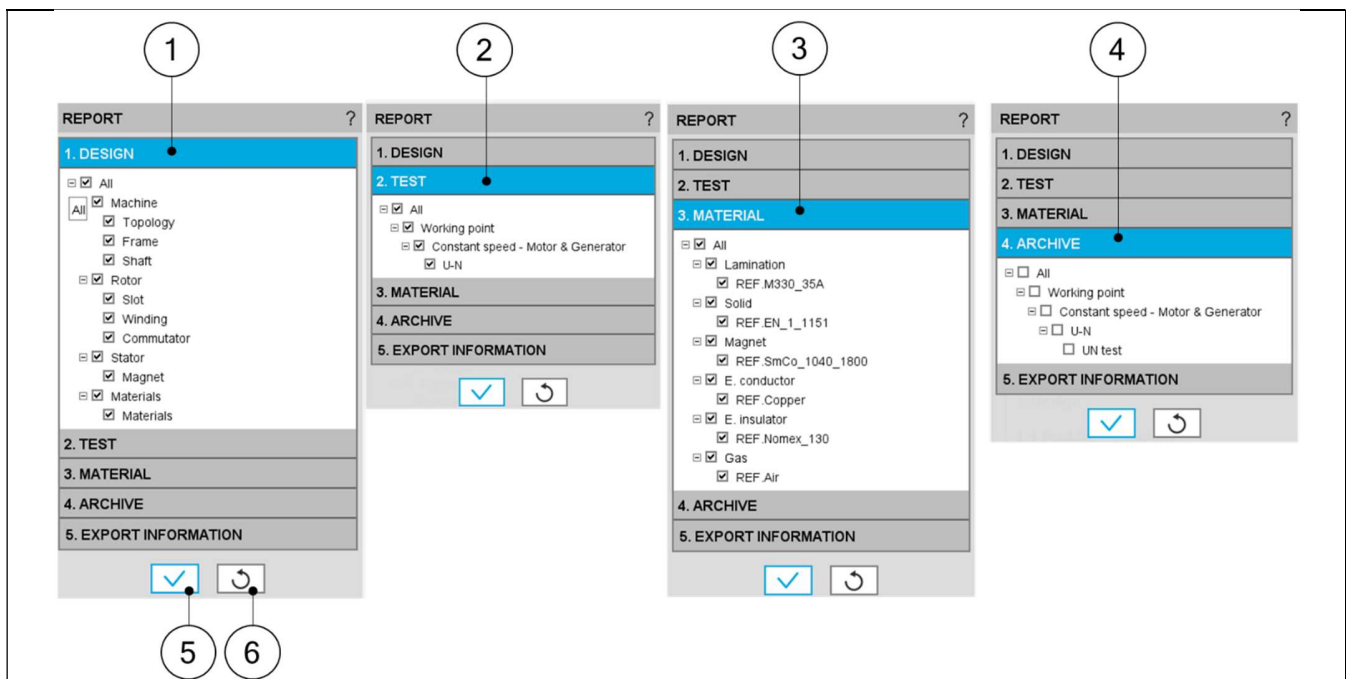 1
2
3
4
REPORT ?
1. DESIGN
All
All
Machine
Topology
Frame
Shaft
Rotor
Slot
Winding
Commutator
Stator
Magnet
Materials
Materials
2. TEST
3. MATERIAL
4. ARCHIVE
5. EXPORT INFORMATION
5
6
REPORT ?
1. DESIGN
2. TEST
All
Working point
Constant speed - Motor & Generator
U-N
3. MATERIAL
4. ARCHIVE
5. EXPORT INFORMATION
REPORT ?
1. DESIGN
2. TEST
3. MATERIAL
All
Lamination
REF.M330_35A
Solid
REF.EN_1_1151
Magnet
REF.SmCo_1040_1800
E. conductor
REF.Copper
E. insulator
REF.Nomex_130
Gas
REF.Air
4. ARCHIVE
5. EXPORT INFORMATION
REPORT ?
1. DESIGN
2. TEST
3. MATERIAL
4. ARCHIVE
All
Working point
Constant speed - Motor & Generator
U-N
UN test
5. EXPORT INFORMATION